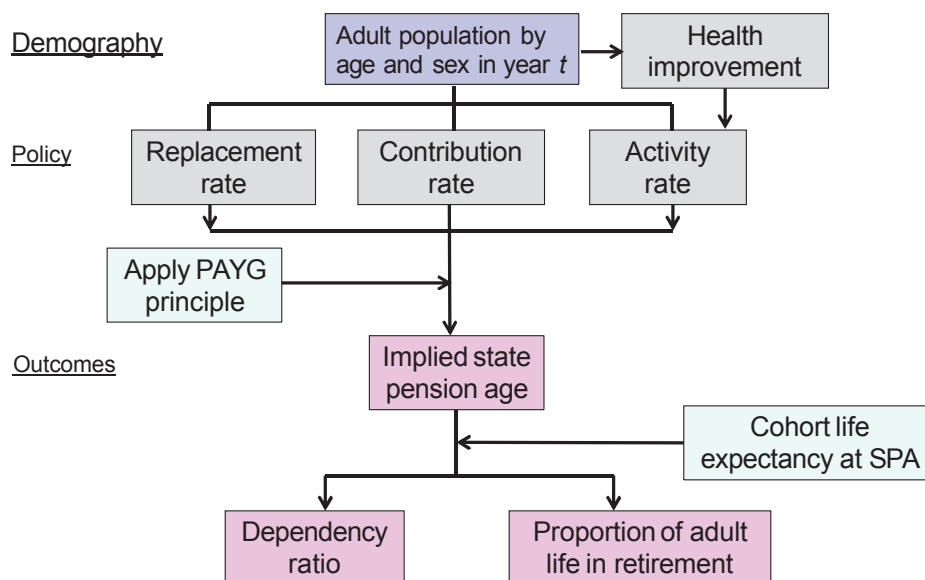 Demography
Adult population by
age and sex in year t
Health
improvement
Policy
Replacement
rate
Contribution
rate
Activity
rate
Apply PAYG
principle
Outcomes
Implied state
pension age
Cohort life
expectancy at SPA
Dependency
ratio
Proportion of adult
life in retirement